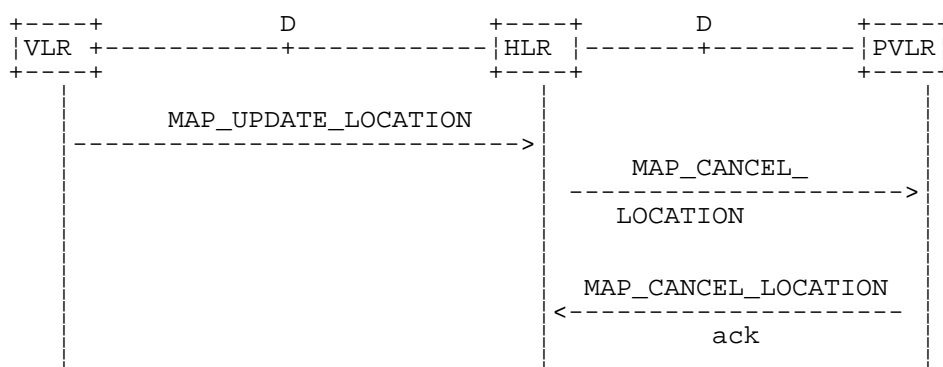 D D
VLR HLR PVLR
MAP_UPDATE_LOCATION
MAP_CANCEL_
LOCATION
MAP_CANCEL_LOCATION
ack